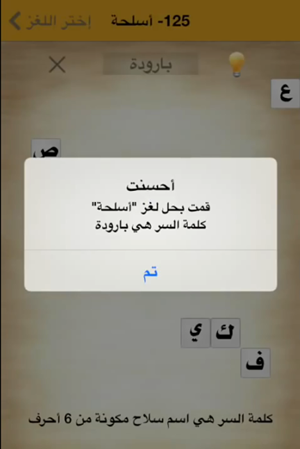 125- أسلحة
إختر اللغز
بارودة
ع
ص
أحسنت
قمت بحل لغز "أسلحة"
كلمة السر هي بارودة
تم
ك ي
ف
كلمة السر هي اسم سلاح مكونة من 6 أحرف